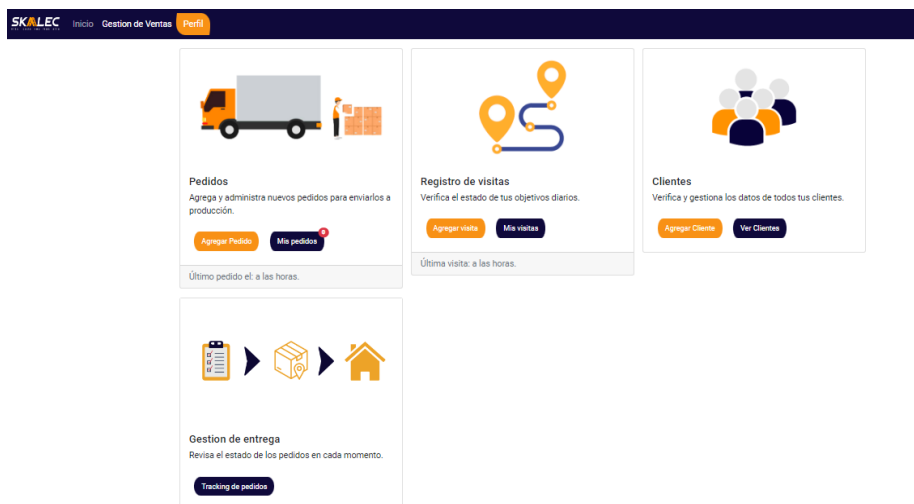 SKALEC Inicio Gestion de Ventas Perfil
Pedidos
Agrega y administra nuevos pedidos para enviarlos a
producción.
Agregar Pedido Mis pedidos
Último pedido el: a las horas.
Registro de visitas
Verifica el estado de tus objetivos diarios.
Agregar visita Mis visitas
Última visita: a las horas.
Clientes
Verifica y gestiona los datos de todos tus clientes.
Agregar Cliente Ver Clientes
Gestion de entrega
Revisa el estado de los pedidos en cada momento.
Tracking de pedidos